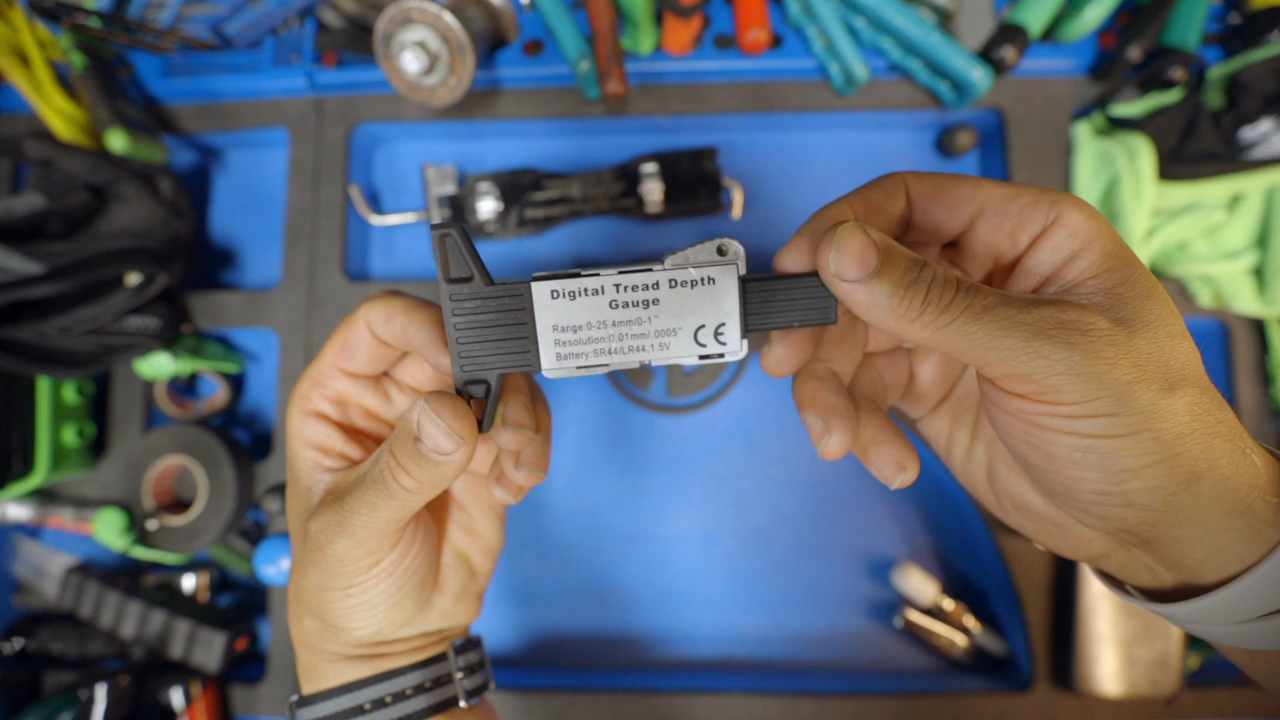 Digital Tread Depth
Gauge
Range:0-25.4mm/0-1"
Resolution:0.01mm/.0005"
Battery:SR44/LR44,1.5V
CE